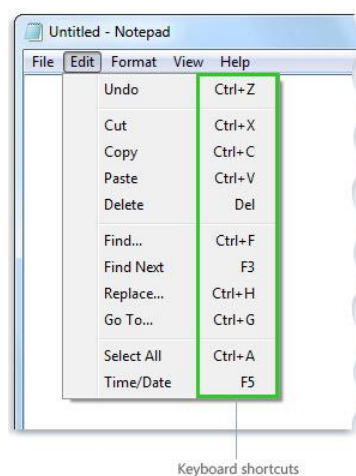 Untitled - Notepad
File Edit Format View Help
Undo Ctrl+Z
Cut Ctrl+X
Copy Ctrl+C
Paste Ctrl+V
Delete Del
Find... Ctrl+F
Find Next F3
Replace... Ctrl+H
Go To... Ctrl+G
Select All Ctrl+A
Time/Date F5
Keyboard shortcuts